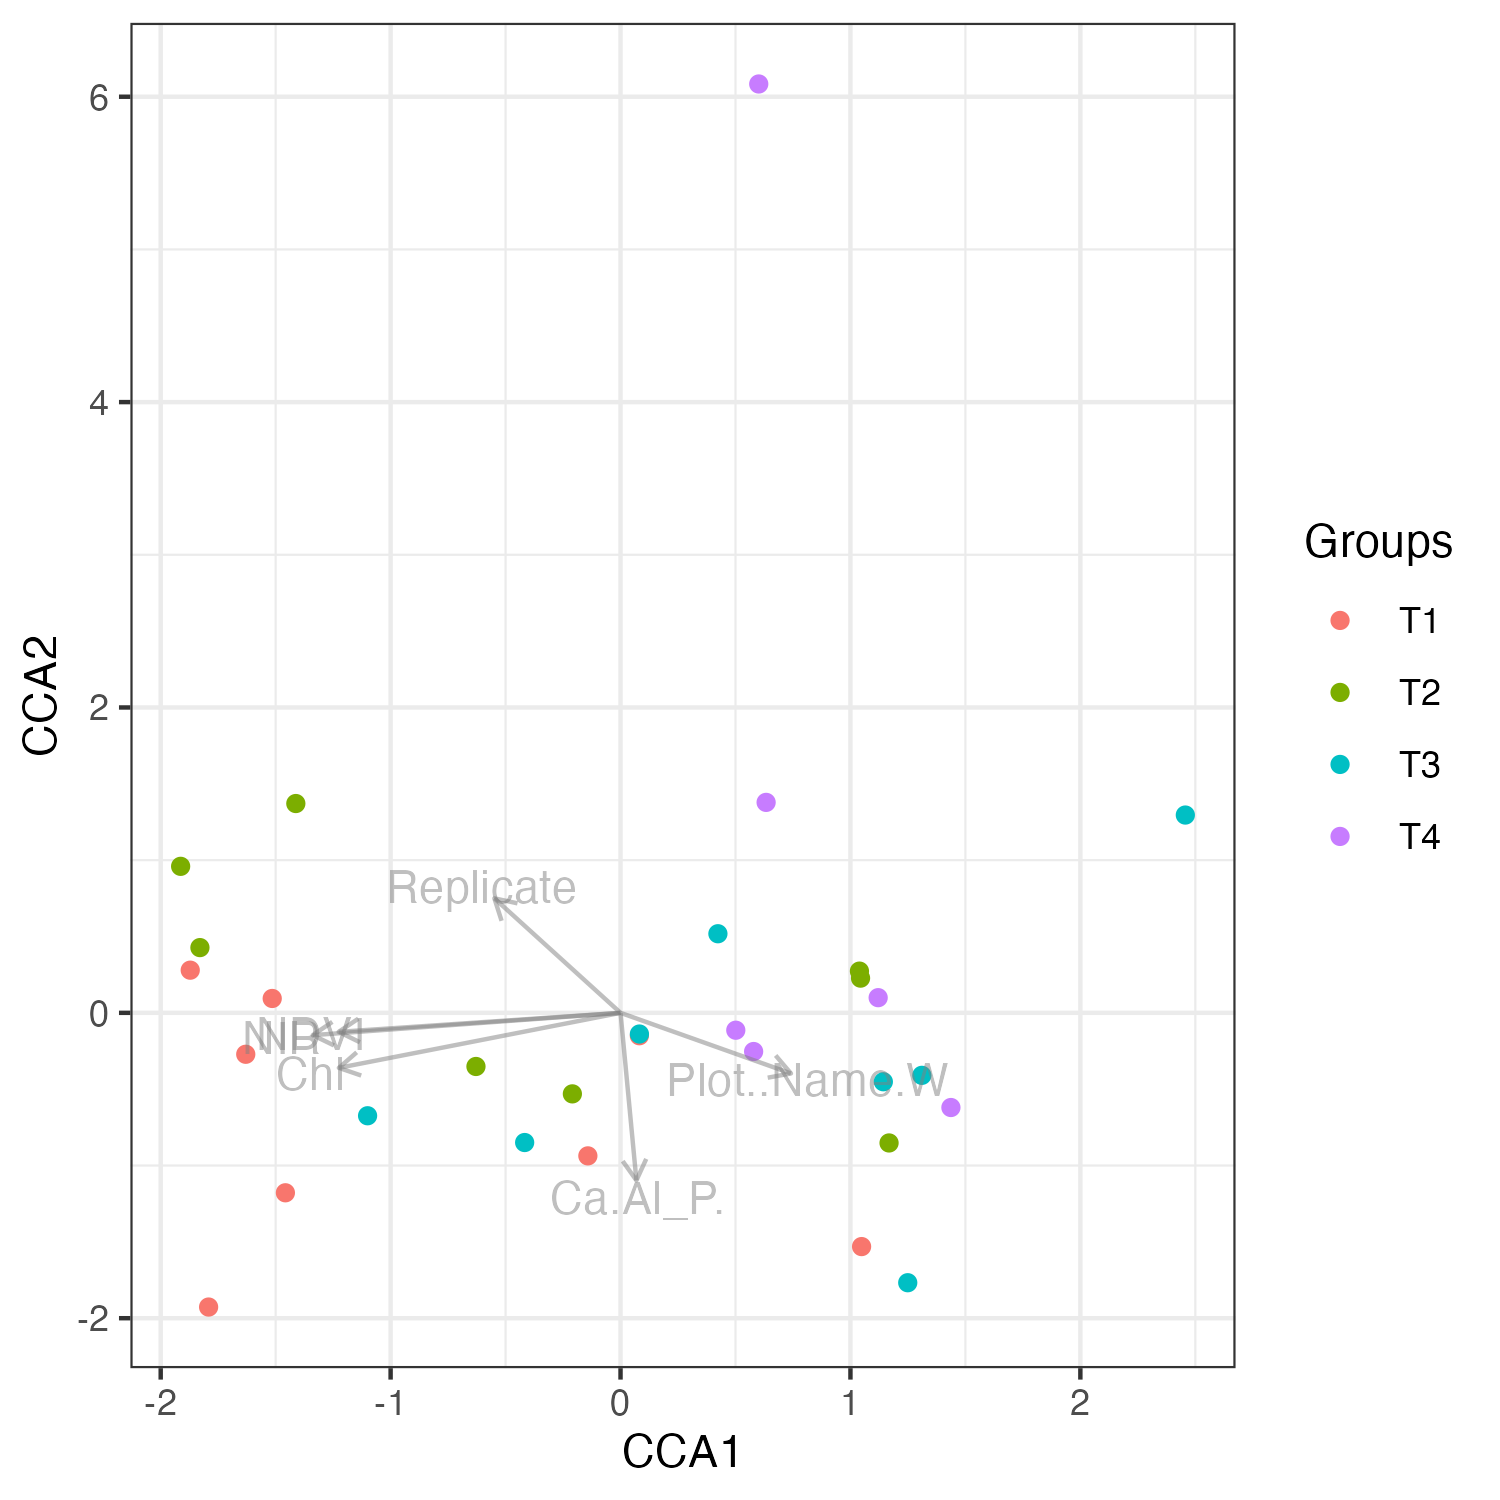 6
4
2
0
-2
-2
-1
0
1
2
CCA1
CCA2
Replicate
Chl
Plot..Name.W
Ca.Al_P.
Groups
T1
T2
T3
T4